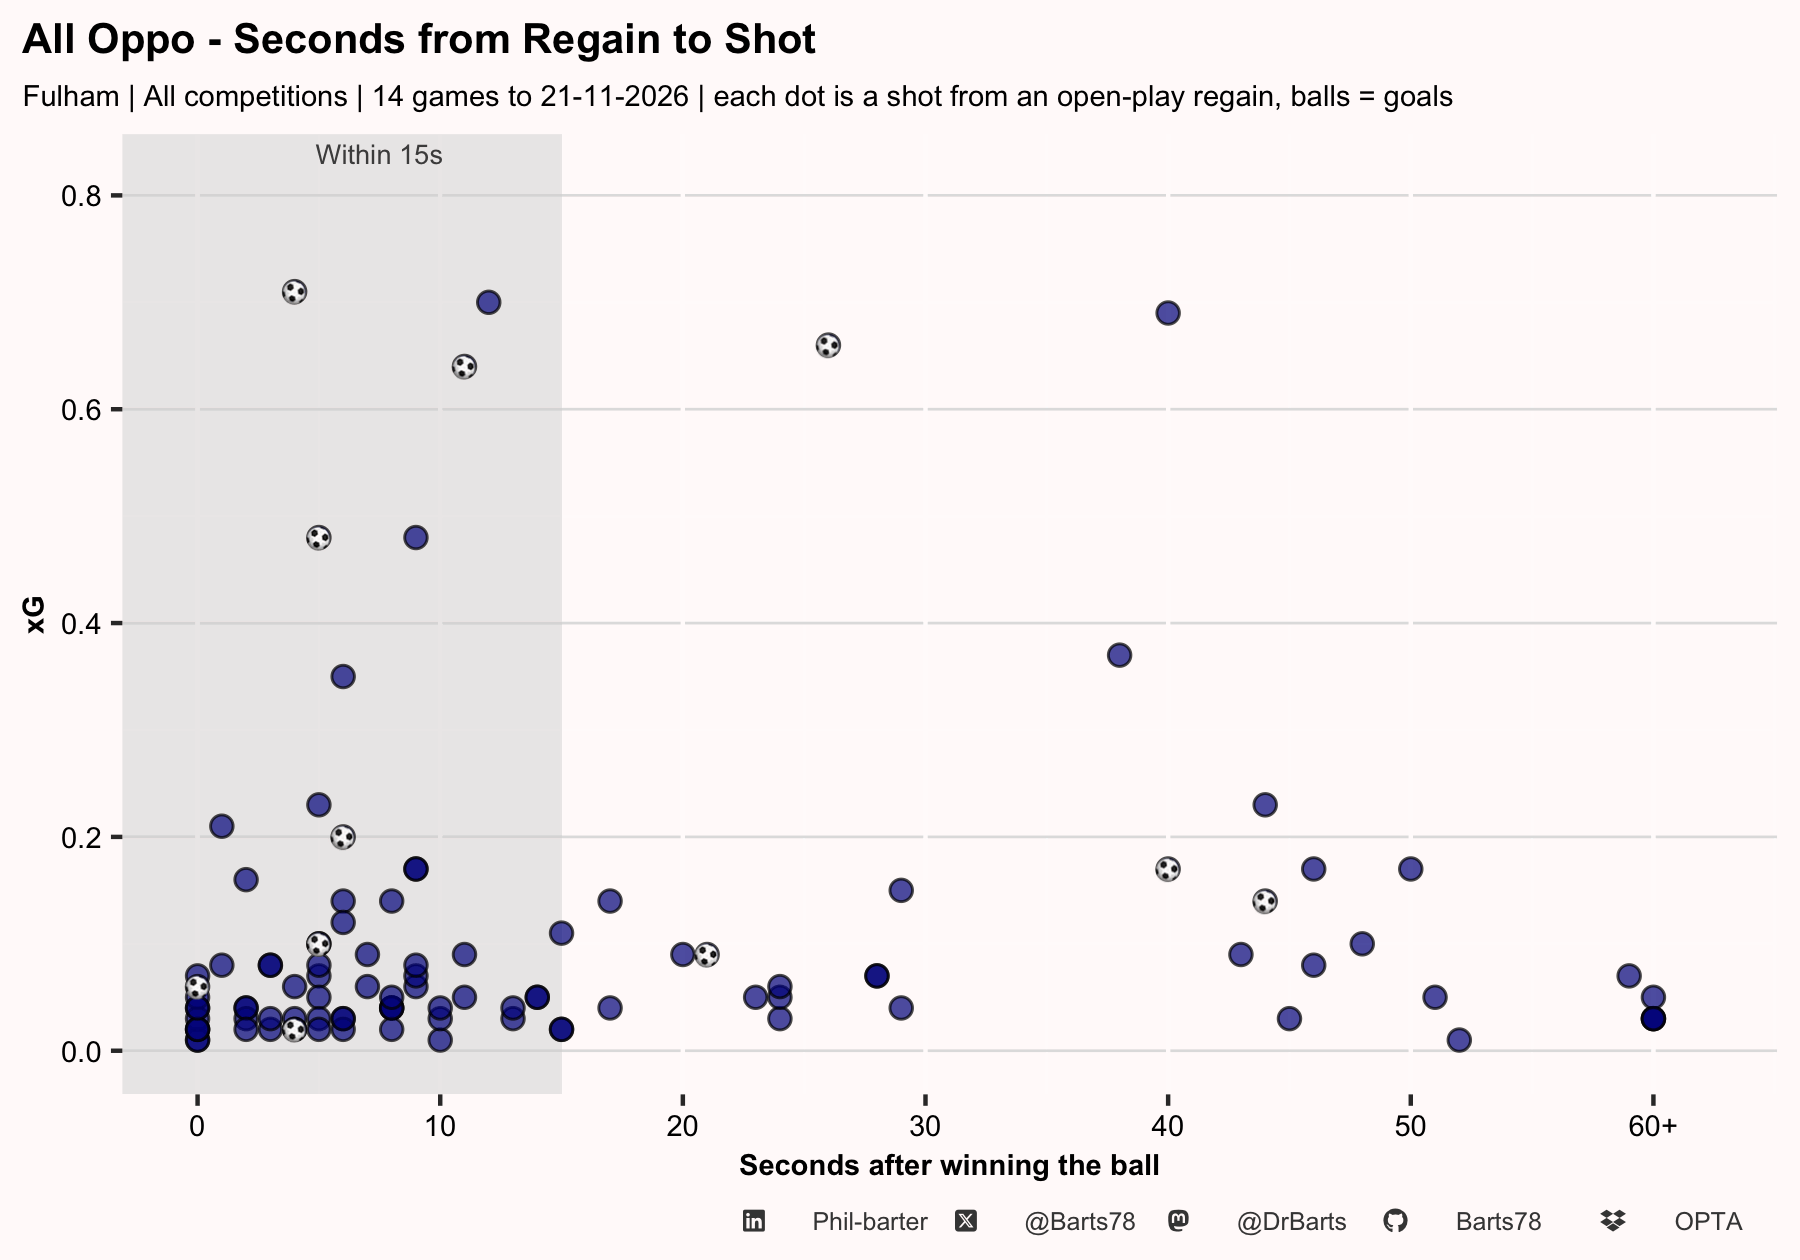 All Oppo - Seconds from Regain to Shot
Fulham | All competitions | 14 games to 21-11-2026 | each dot is a shot from an open-play regain, balls = goals
Within 15s
0.8
0.6
0.4
0.2
0.0
xG
0 10 20 30 40 50 60+
Seconds after winning the ball
Phil-barter @Barts78 @DrBarts Barts78 OPTA